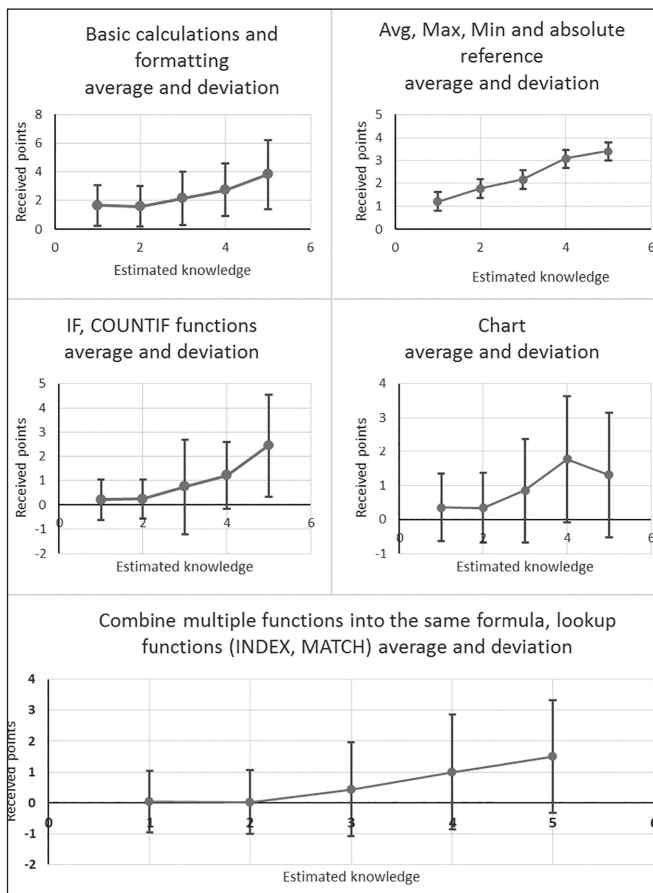 Basic calculations and
formatting
average and deviation
Received points
8
6
4
2
0
0 2 4 6
Estimated knowledge
Avg, Max, Min and absolute
reference
average and deviation
Received points
5
4
3
2
1
0
0 2 4 6
Estimated knowledge
IF, COUNTIF functions
average and deviation
Received points
5
4
3
2
1
0
-1
-2
0 2 4 6
Estimated knowledge
Chart
average and deviation
Received points
4
3
2
1
0
-1
0 2 4 6
Estimated knowledge
Combine multiple functions into the same formula, lookup
functions (INDEX, MATCH) average and deviation
Received points
4
3
2
1
0
-1
-2
0 1 2 3 4 5 6
Estimated knowledge